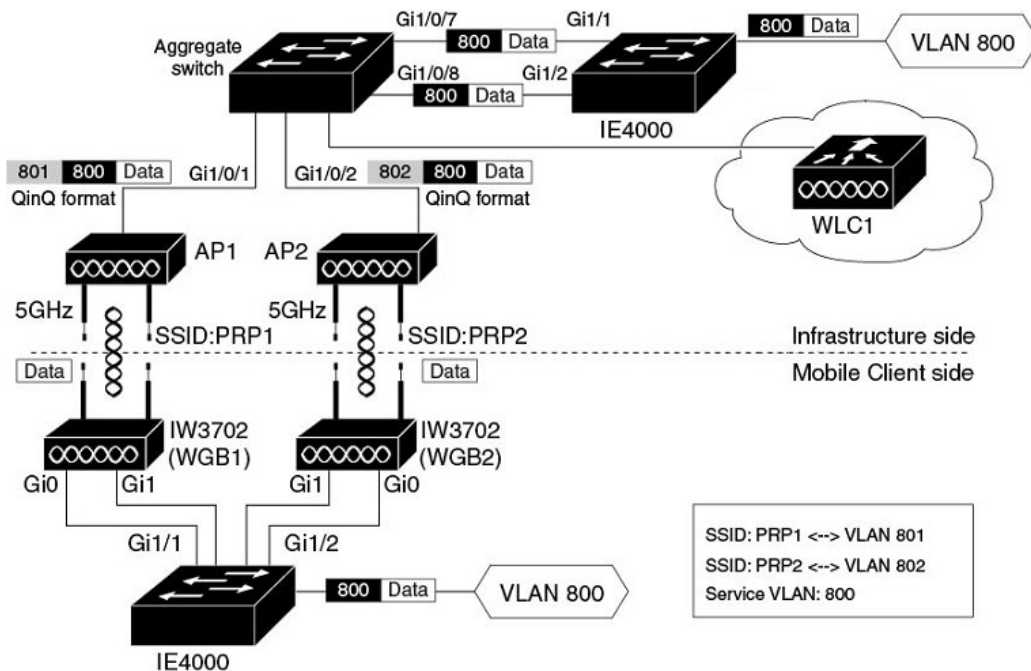 Gi1/0/7
800 Data
Gi1/1
800 Data
VLAN 800
Aggregate
switch
Gi1/0/8
800 Data
Gi1/2
IE4000
801 800 Data
QinQ format
Gi1/0/1
Gi1/0/2
802 800 Data
QinQ format
WLC1
AP1
AP2
5GHz
SSID:PRP1
5GHz
SSID:PRP2
Infrastructure side
Data
Data
Mobile Client side
IW3702
(WGB1)
IW3702
(WGB2)
Gi0
Gi1
Gi1
Gi0
Gi1/1
Gi1/2
SSID: PRP1 <--> VLAN 801
SSID: PRP2 <--> VLAN 802
Service VLAN: 800
800 Data
VLAN 800
IE4000